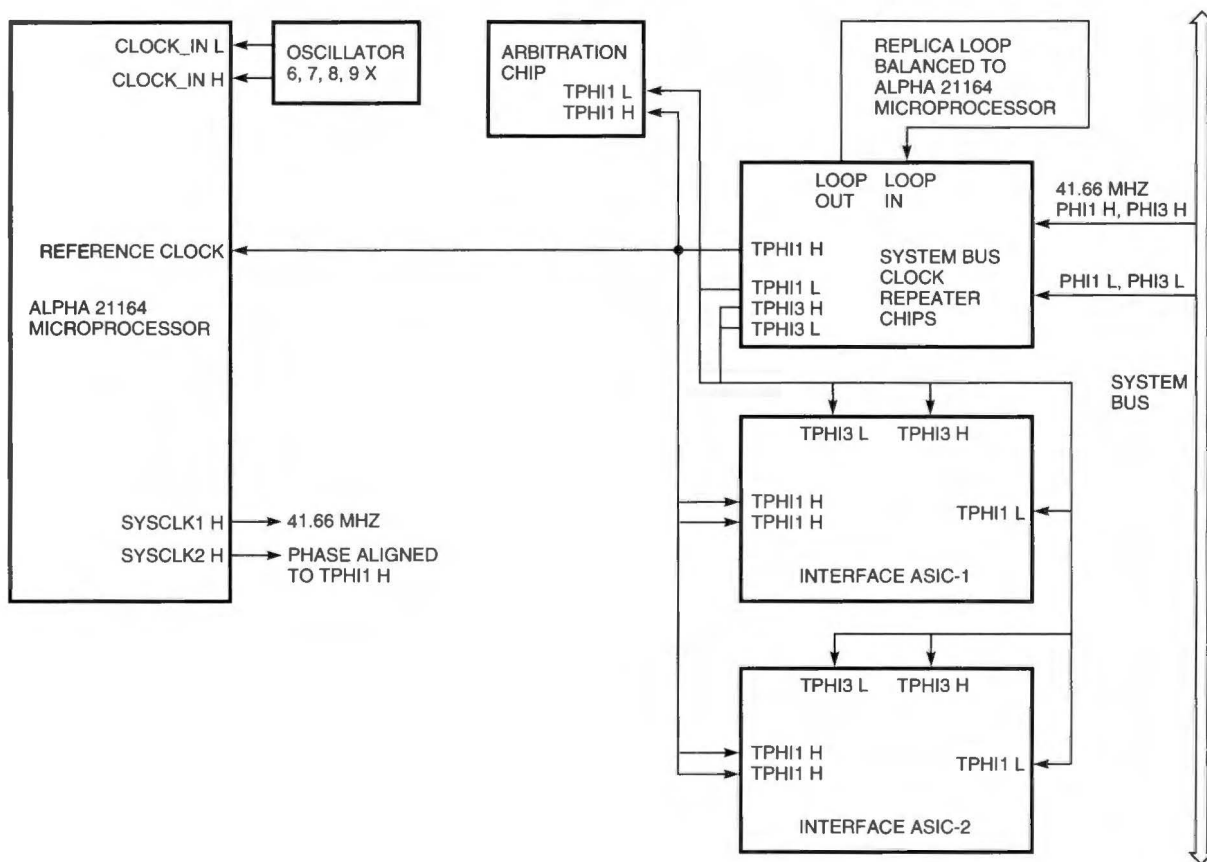 CLOCK_IN L
CLOCK_IN H
OSCILLATOR
6, 7, 8, 9 X
REFERENCE CLOCK
ALPHA 21164
MICROPROCESSOR
SYSCLK1 H
41.66 MHZ
SYSCLK2 H
PHASE ALIGNED
TO TPHI1 H
ARBITRATION
CHIP
TPHI1 L
TPHI1 H
REPLICA LOOP
BALANCED TO
ALPHA 21164
MICROPROCESSOR
LOOP
OUT
LOOP
IN
TPHI1 H
TPHI1 L
TPHI3 H
TPHI3 L
SYSTEM BUS
CLOCK
REPEATER
CHIPS
41.66 MHZ
PHI1 H, PHI3 H
PHI1 L, PHI3 L
SYSTEM
BUS
TPHI3 L
TPHI3 H
TPHI1 H
TPHI1 H
TPHI1 L
INTERFACE ASIC-1
TPHI3 L
TPHI3 H
TPHI1 H
TPHI1 H
TPHI1 L
INTERFACE ASIC-2